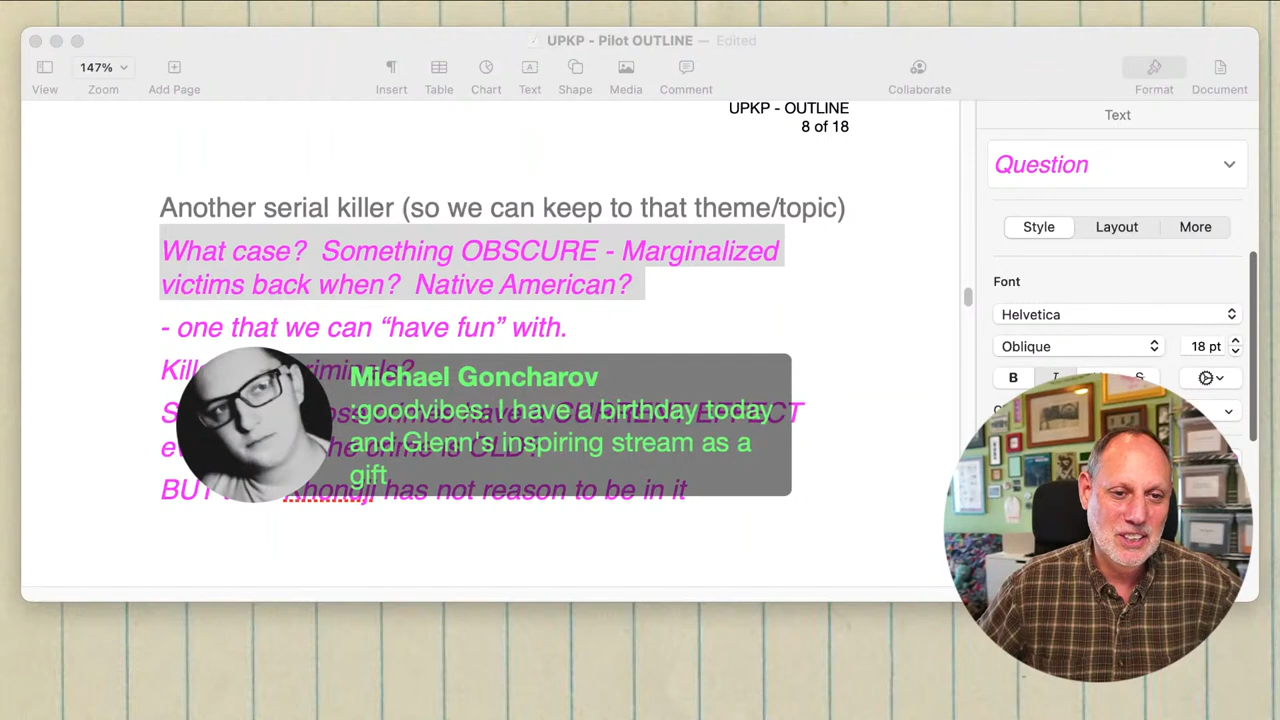 UPKP - Pilot OUTLINE — Edited
147%
View
Zoom
Add Page
Insert
Table
Chart
Text
Shape
Media
Comment
Collaborate
Format
Document
UPKP - OUTLINE
8 of 18
Another serial killer (so we can keep to that theme/topic)
What case? Something OBSCURE - Marginalized
victims back when? Native American?
- one that we can “have fun” with.
Michael Goncharov
:goodvibes: I have a birthday today
and Glenn's inspiring stream as a
gift
BUT has not reason to be in it
Text
Question
Style
Layout
More
Font
Helvetica
Oblique
18 pt
B